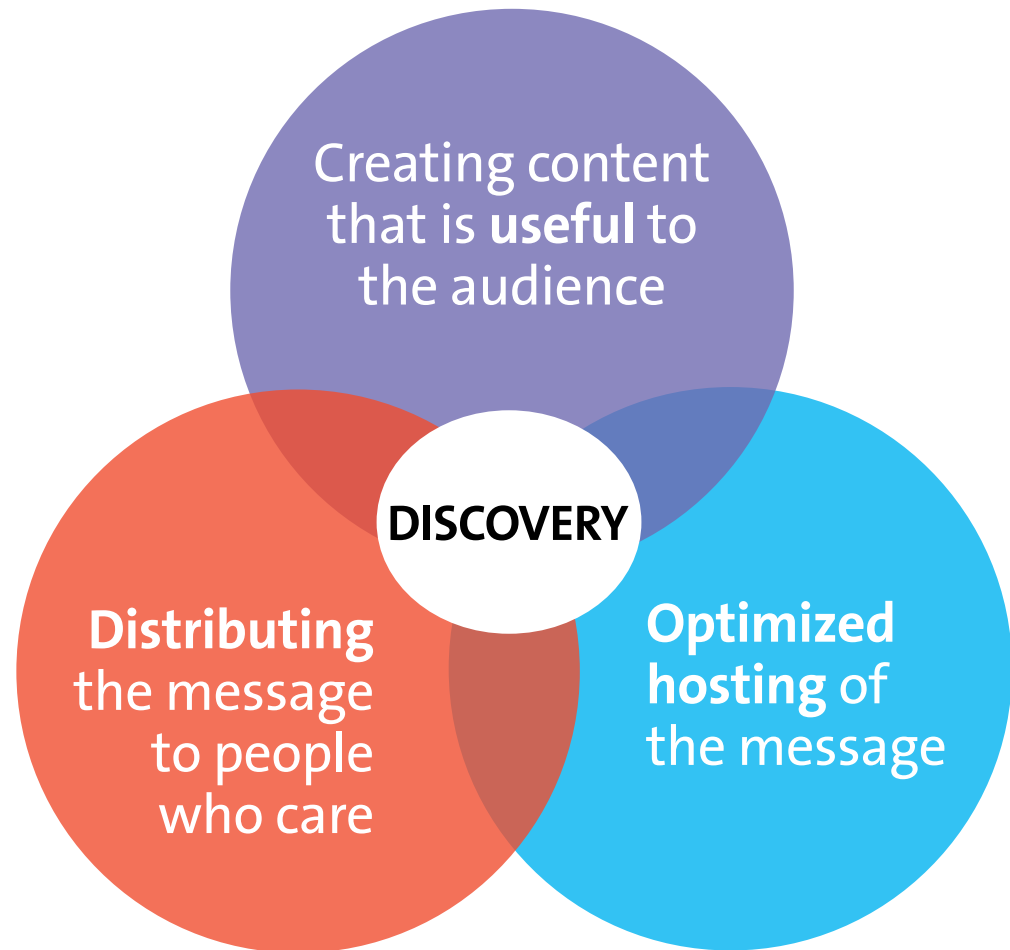 Creating content
that is useful to
the audience
DISCOVERY
Distributing
the message
to people
who care
Optimized
hosting of
the message